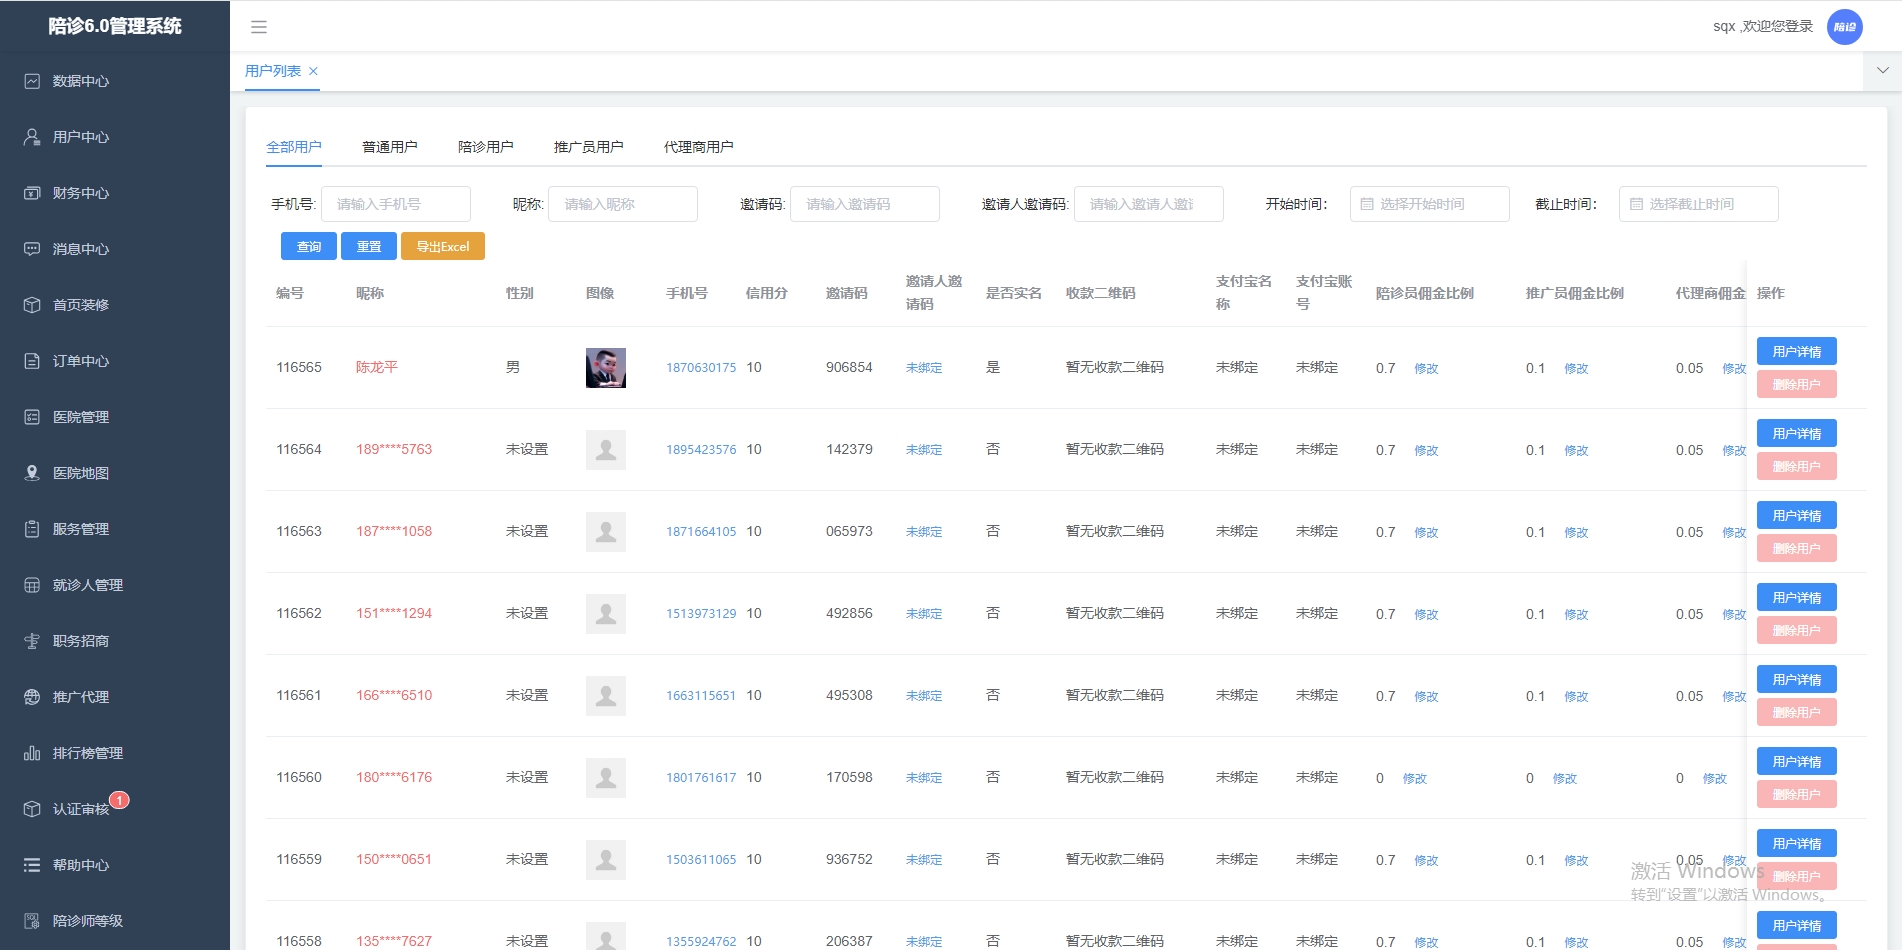 陪诊6.0管理系统
sqx ,欢迎您登录
陪诊
数据中心
用户中心
财务中心
消息中心
首页装修
订单中心
医院管理
医院地图
服务管理
就诊人管理
职务招商
推广代理
排行榜管理
认证审核 1
帮助中心
陪诊师等级
用户列表
全部用户 普通用户 陪诊用户 推广员用户 代理商用户
手机号: 请输入手机号 昵称: 请输入昵称 邀请码: 请输入邀请码 邀请人邀请码: 请输入邀请人邀请 开始时间： 选择开始时间 截止时间： 选择截止时间
查询 重置 导出Excel
编号 昵称 性别 图像 手机号 信用分 邀请码 邀请人邀请码 是否实名 收款二维码 支付宝名称 支付宝账号 陪诊员佣金比例 推广员佣金比例 代理商佣金 操作
116565 陈龙平 男 1870630175 10 906854 未绑定 是 暂无收款二维码 未绑定 未绑定 0.7 修改 0.1 修改 0.05 修改 用户详情 删除用户
116564 189****5763 未设置 1895423576 10 142379 未绑定 否 暂无收款二维码 未绑定 未绑定 0.7 修改 0.1 修改 0.05 修改 用户详情 删除用户
116563 187****1058 未设置 1871664105 10 065973 未绑定 否 暂无收款二维码 未绑定 未绑定 0.7 修改 0.1 修改 0.05 修改 用户详情 删除用户
116562 151****1294 未设置 1513973129 10 492856 未绑定 否 暂无收款二维码 未绑定 未绑定 0.7 修改 0.1 修改 0.05 修改 用户详情 删除用户
116561 166****6510 未设置 1663115651 10 495308 未绑定 否 暂无收款二维码 未绑定 未绑定 0.7 修改 0.1 修改 0.05 修改 用户详情 删除用户
116560 180****6176 未设置 1801761617 10 170598 未绑定 否 暂无收款二维码 未绑定 未绑定 0 修改 0 修改 0 修改 用户详情 删除用户
116559 150****0651 未设置 1503611065 10 936752 未绑定 否 暂无收款二维码 未绑定 未绑定 0.7 修改 0.1 修改 0.05 修改 用户详情 删除用户
116558 135****7627 未设置 1355924762 10 206387 未绑定 否 暂无收款二维码 未绑定 未绑定 0.7 修改 0.1 修改 0.05 修改 用户详情
激活 Windows
转到"设置"以激活 Windows。